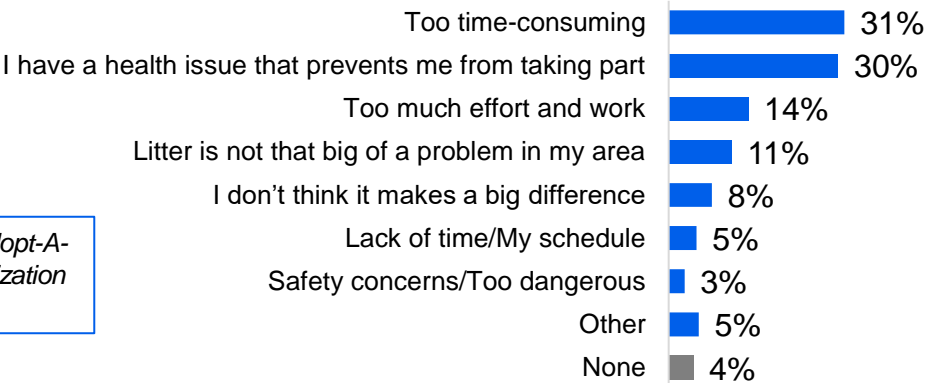 Too time-consuming 31%
I have a health issue that prevents me from taking part 30%
Too much effort and work 14%
Litter is not that big of a problem in my area 11%
I don’t think it makes a big difference 8%
opt-A-
Lack of time/My schedule 5%
ization
Safety concerns/Too dangerous 3%
Other 5%
None 4%